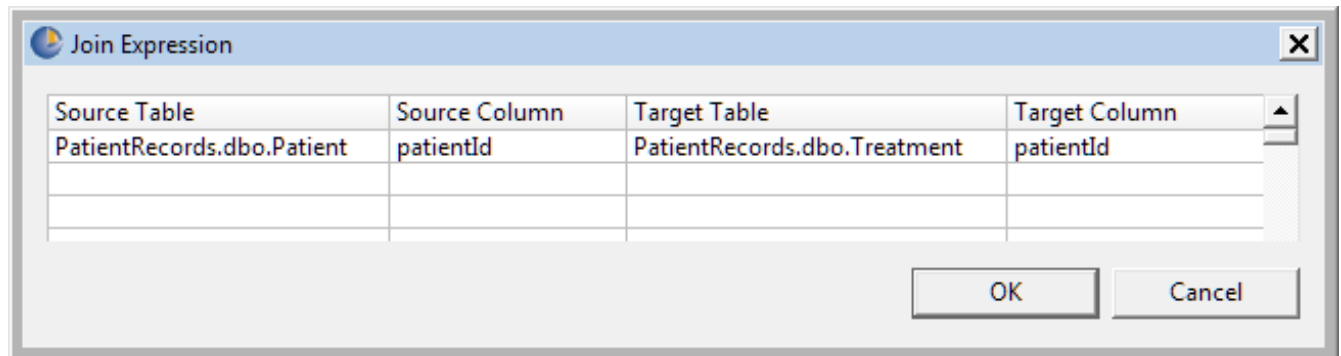 Join Expression
Source Table Source Column Target Table Target Column
PatientRecords.dbo.Patient patientId PatientRecords.dbo.Treatment patientId
OK Cancel